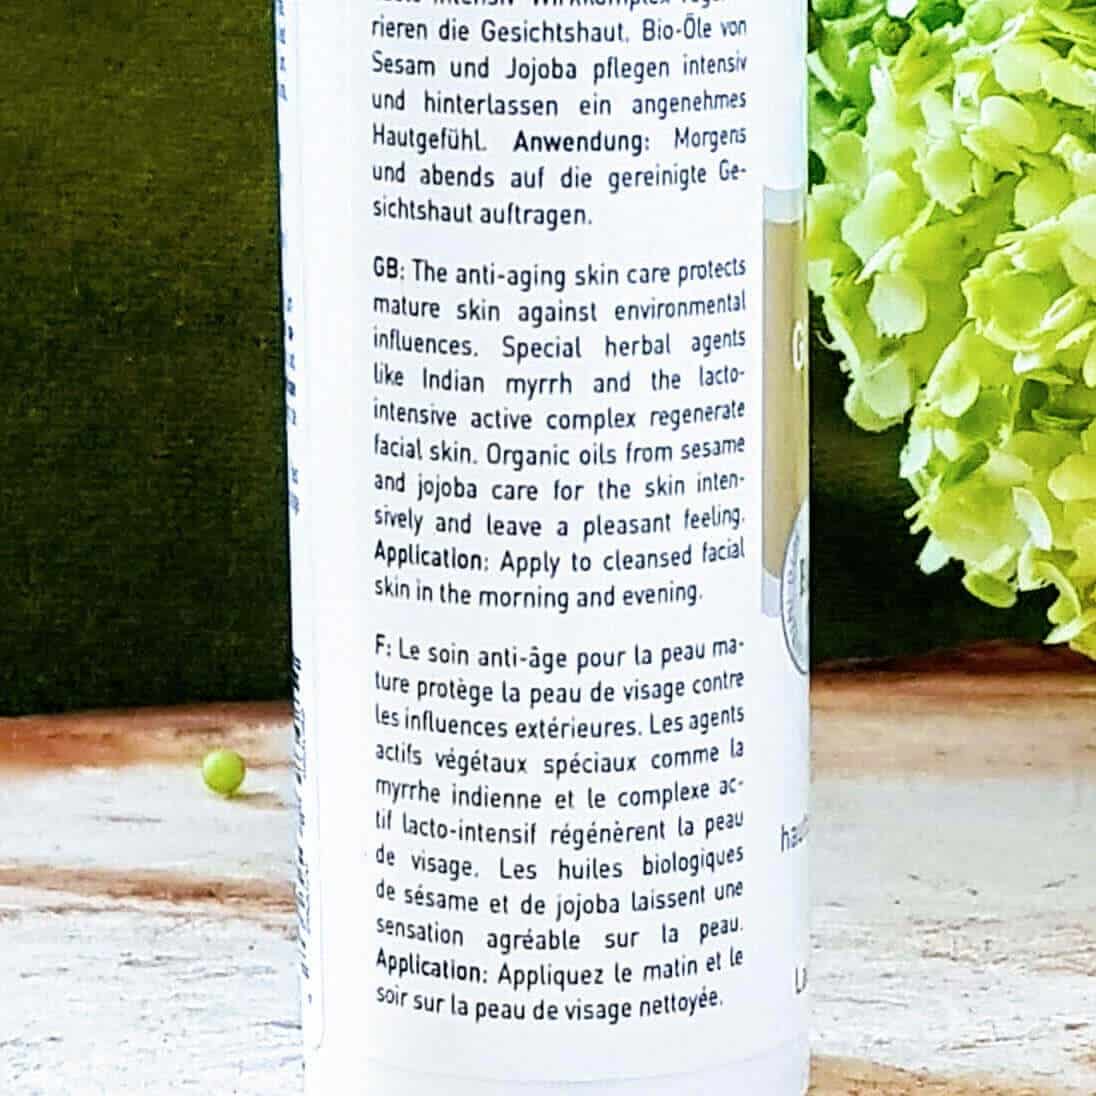 rieren die Gesichtshaut. Bio-Öle von
Sesam und Jojoba pflegen intensiv
und hinterlassen ein angenehmes
Hautgefühl. Anwendung: Morgens
und abends auf die gereinigte Ge-
sichtshaut auftragen.
GB: The anti-aging skin care protects
mature skin against environmental
influences. Special herbal agents
like Indian myrrh and the lacto-
intensive active complex regenerate
facial skin. Organic oils from sesame
and jojoba care for the skin inten-
sively and leave a pleasant feeling.
Application: Apply to cleansed facial
skin in the morning and evening.
F: Le soin anti-âge pour la peau ma-
ture protège la peau de visage contre
les influences extérieures. Les agents
actifs végétaux spéciaux comme la
myrrhe indienne et le complexe ac-
tif lacto-intensif régénèrent la peau
de visage. Les huiles biologiques
de sésame et de jojoba laissent une
sensation agréable sur la peau.
Application: Appliquez le matin et le
soir sur la peau de visage nettoyée.